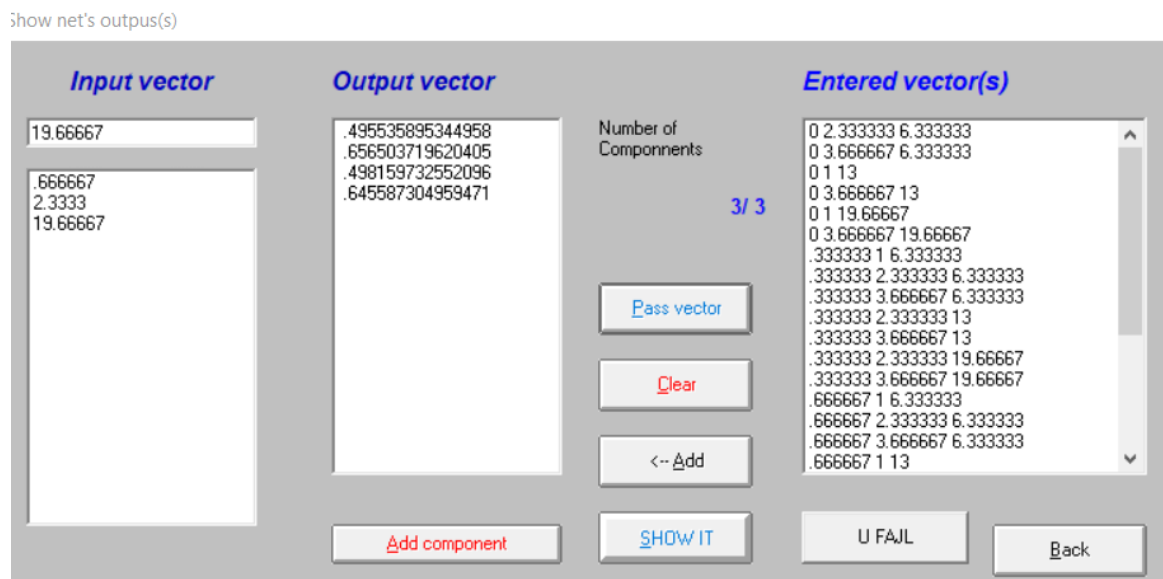 Show net's outpus(s)
Input vector
19.66667
.666667
2.3333
19.66667
Output vector
.495535895344958
.656503719620405
.498159732552096
.645587304959471
Add component
Number of
Componnents
3/ 3
Pass vector
Clear
<-- Add
SHOW IT
Entered vector(s)
0 2.333333 6.333333
0 3.666667 6.333333
0 1 13
0 3.666667 13
0 1 19.66667
0 3.666667 19.66667
.333333 1 6.333333
.333333 2.333333 6.333333
.333333 3.666667 6.333333
.333333 2.333333 13
.333333 3.666667 13
.333333 2.333333 19.66667
.333333 3.666667 19.66667
.666667 1 6.333333
.666667 2.333333 6.333333
.666667 3.666667 6.333333
.666667 1 13
U FAJL
Back